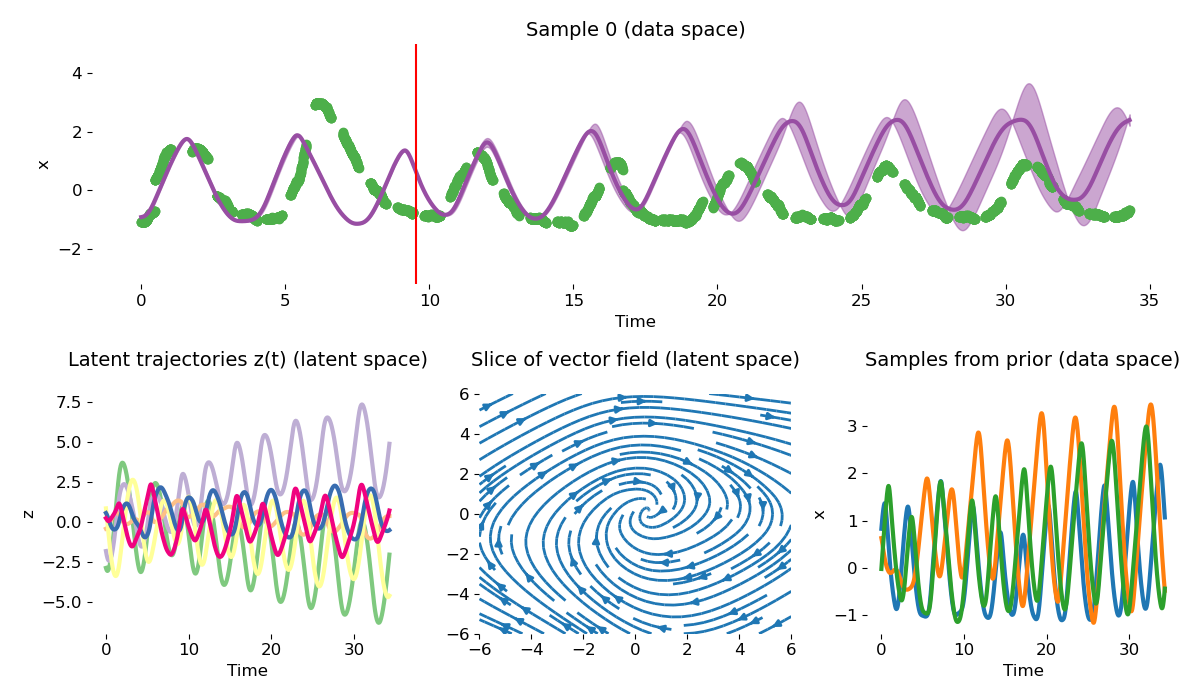 Sample 0 (data space)
x
4
2
0
−2
0 5 10 15 20 25 30 35
Time
Latent trajectories z(t) (latent space)
z
7.5
5.0
2.5
0.0
−2.5
−5.0
0 10 20 30
Time
Slice of vector field (latent space)
6
4
2
0
−2
−4
−6
−6 −4 −2 0 2 4 6
Samples from prior (data space)
x
3
2
1
0
−1
0 10 20 30
Time